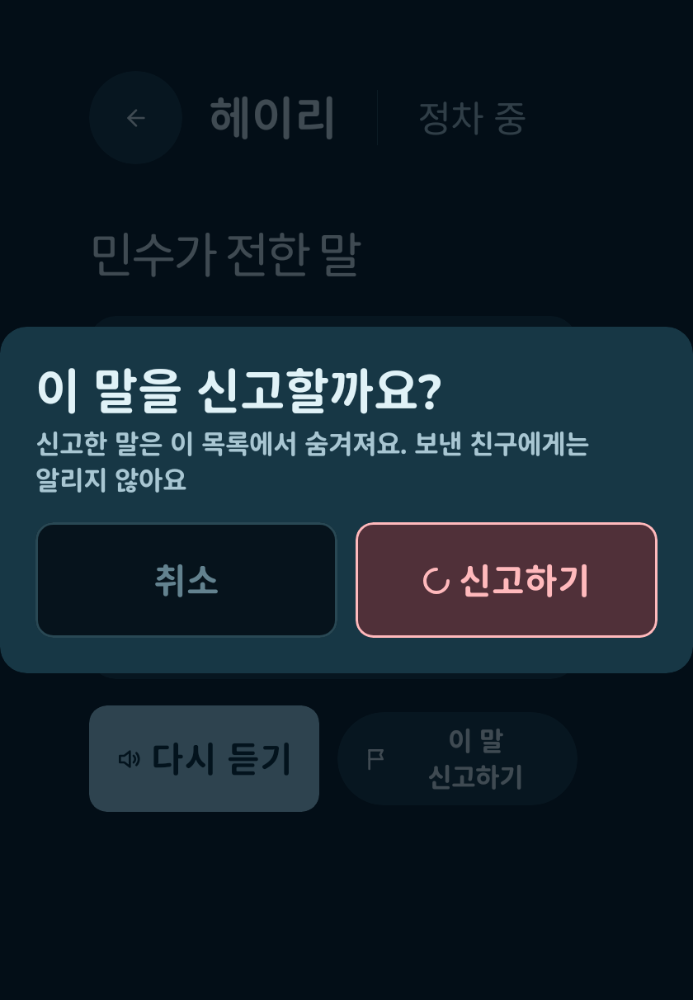 헤이리
정차 중
민수가 전한 말
이 말을 신고할까요?
신고한 말은 이 목록에서 숨겨져요. 보낸 친구에게는
알리지 않아요
취소
신고하기
다시 듣기
이 말
신고하기